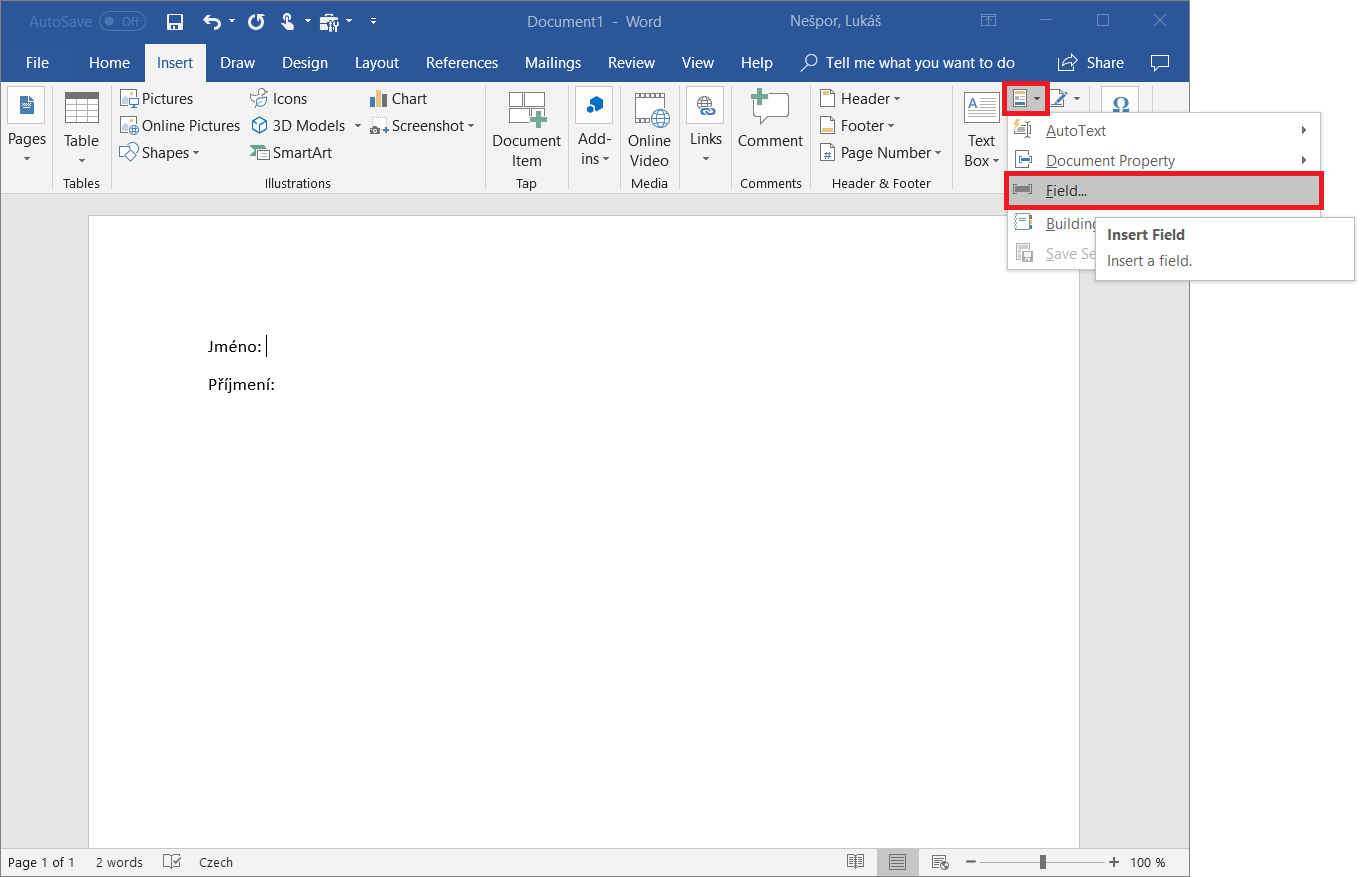 AutoSave Off Document1 - Word Nešpor, Lukáš
File Home Insert Draw Design Layout References Mailings Review View Help Tell me what you want to do Share
Pages
Table
Tables
Pictures
Online Pictures
Shapes
Icons
3D Models
SmartArt
Chart
Screenshot
Illustrations
Document
Item
Tap
Add-
ins
Online
Video
Media
Links
Comment
Comments
Header
Footer
Page Number
#
Header & Footer
A
Text
Box
Ω
AutoText
Document Property
Field...
Building
Save Se
Insert Field
Insert a field.
Jméno:
Příjmení:
Page 1 of 1 2 words Czech 100 %